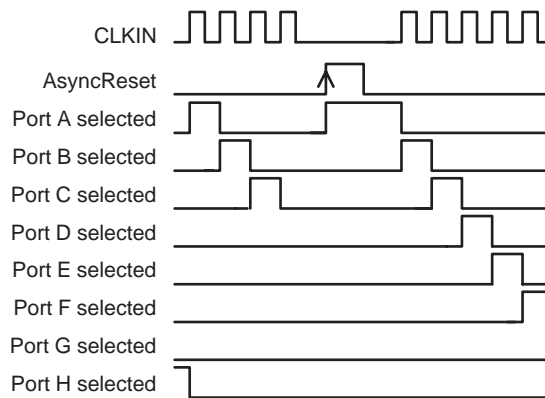 CLKIN
AsyncReset
Port A selected
Port B selected
Port C selected
Port D selected
Port E selected
Port F selected
Port G selected
Port H selected